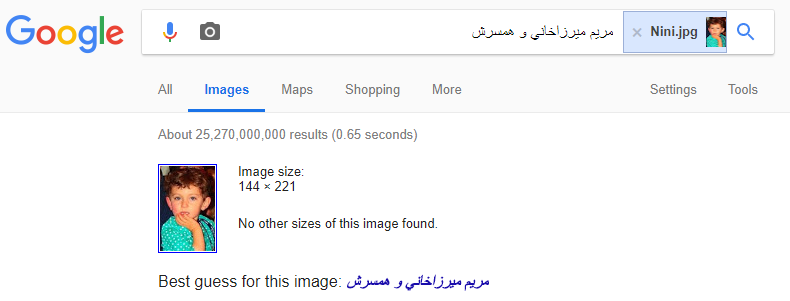 Google
مریم میرزاخاني و همسرش
× Nini.jpg
All Images Maps Shopping More Settings Tools
About 25,270,000,000 results (0.65 seconds)
Image size:
144 × 221
No other sizes of this image found.
Best guess for this image: مریم میرزاخاني و همسرش